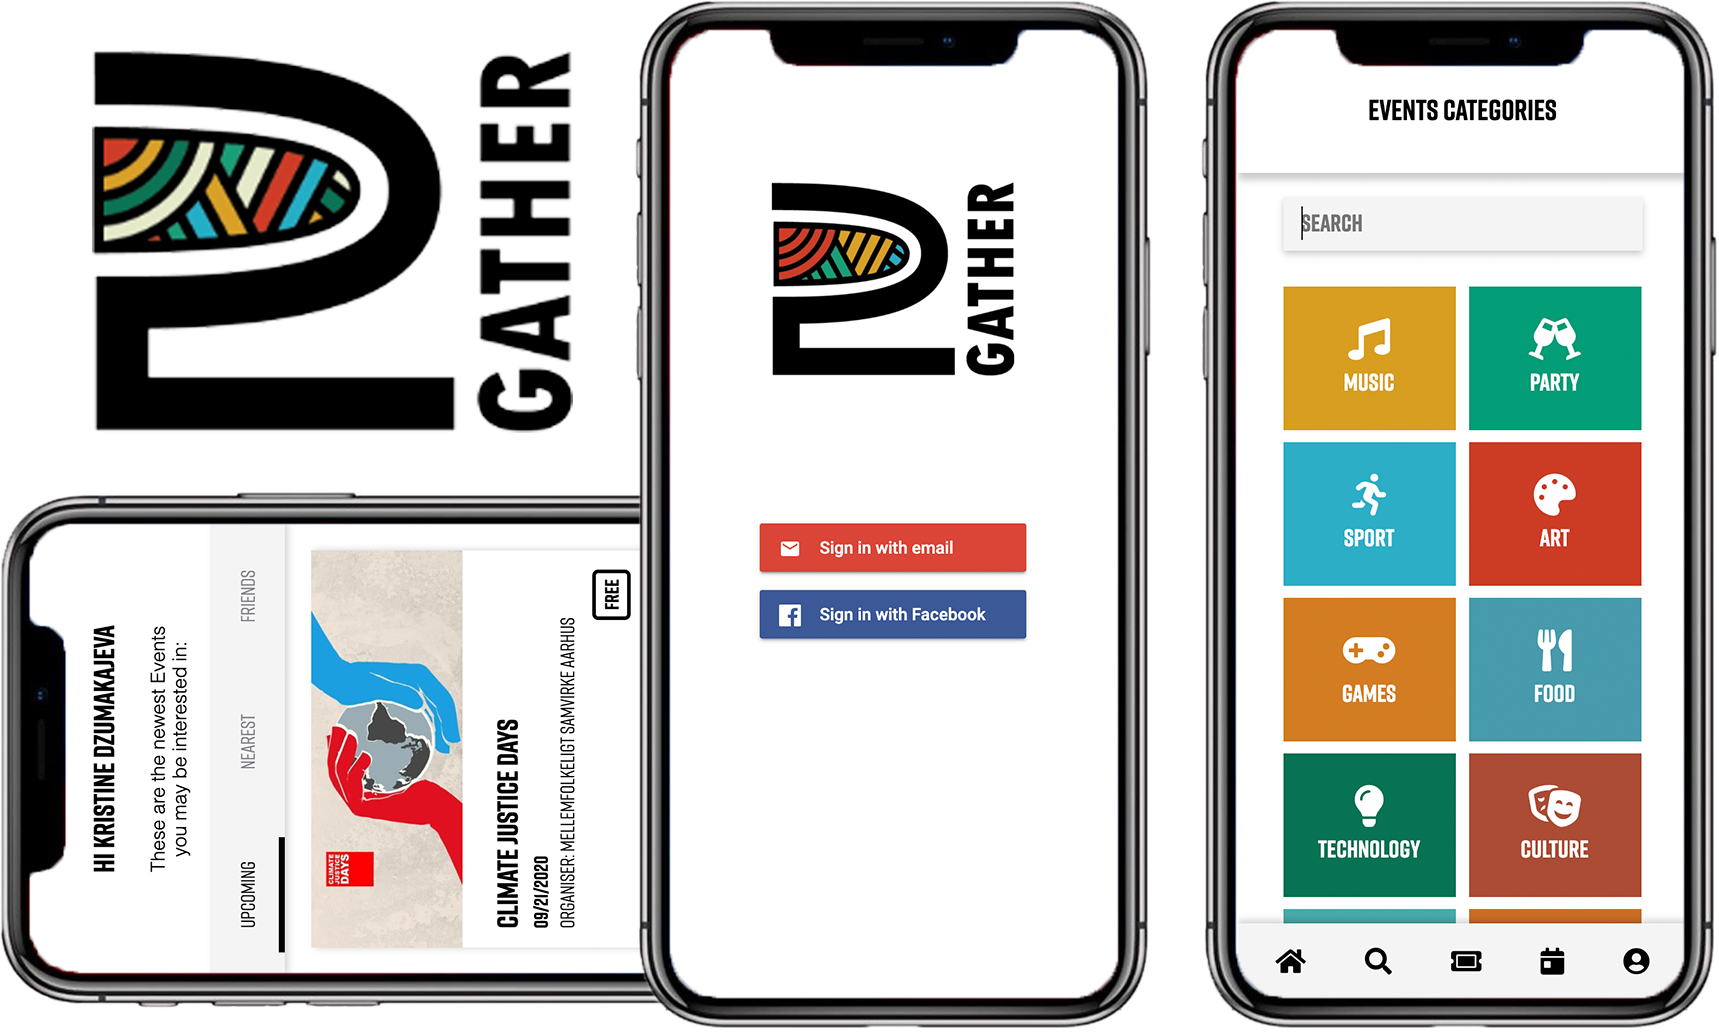 GATHER
HI KRISTINE DZUMAKAJEVA
These are the newest Events
you may be interested in:
UPCOMING
NEAREST
FRIENDS
CLIMATE
JUSTICE
DAYS
FREE
CLIMATE JUSTICE DAYS
09/21/2020
ORGANISER: MELLEMFOLKELIGT SAMVIRKE AARHUS
GATHER
Sign in with email
Sign in with Facebook
EVENTS CATEGORIES
SEARCH
MUSIC
PARTY
SPORT
ART
GAMES
FOOD
TECHNOLOGY
CULTURE